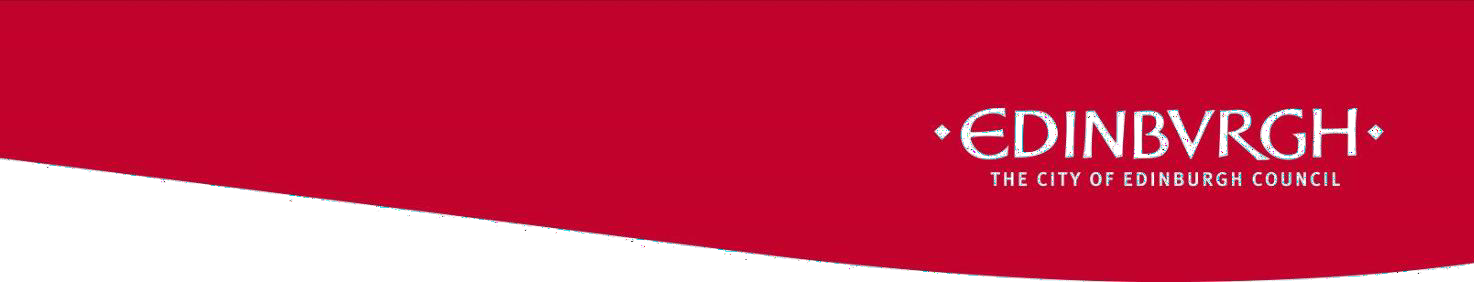 EDINBVRGH
THE CITY OF EDINBURGH COUNCIL